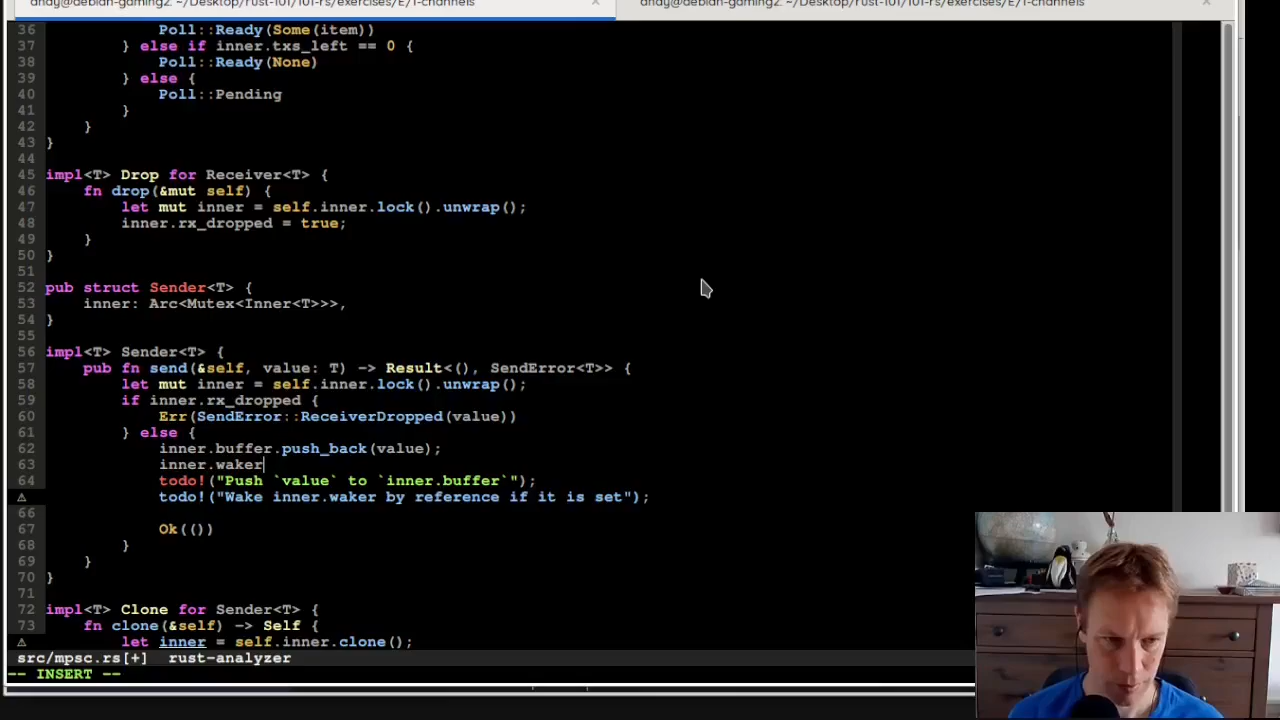 andy@debian-gaming2: ~/Desktop/rust-101/101-rs/exercises/E/1-channels × andy@debian-gaming2: ~/Desktop/rust-101/101-rs/exercises/E/1-channels ×
36 Poll::Ready(Some(item))
37 } else if inner.txs_left == 0 {
38 Poll::Ready(None)
39 } else {
40 Poll::Pending
41 }
42 }
43 }
44
45 impl<T> Drop for Receiver<T> {
46 fn drop(&mut self) {
47 let mut inner = self.inner.lock().unwrap();
48 inner.rx_dropped = true;
49 }
50 }
51
52 pub struct Sender<T> {
53 inner: Arc<Mutex<Inner<T>>>,
54 }
55
56 impl<T> Sender<T> {
57 pub fn send(&self, value: T) -> Result<(), SendError<T>> {
58 let mut inner = self.inner.lock().unwrap();
59 if inner.rx_dropped {
60 Err(SendError::ReceiverDropped(value))
61 } else {
62 inner.buffer.push_back(value);
63 inner.waker
64 todo!("Push `value` to `inner.buffer`");
⚠ todo!("Wake inner.waker by reference if it is set");
66
67 Ok(())
68 }
69 }
70 }
71
72 impl<T> Clone for Sender<T> {
73 fn clone(&self) -> Self {
⚠ let inner = self.inner.clone();
src/mpsc.rs[+] rust-analyzer
-- INSERT --